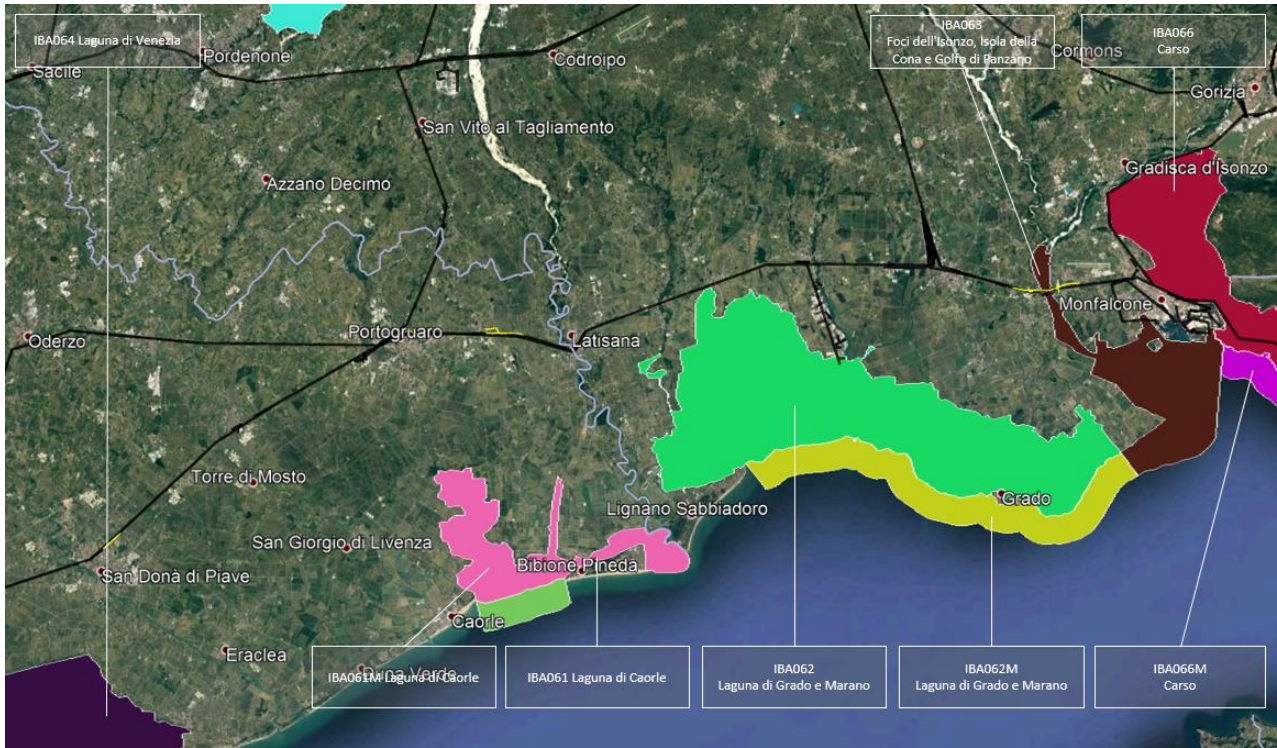 IBA064 Laguna di Venezia
IBA063
Foci dell'Isonzo, Isola della
Cona e Golfo di Panzano
IBA066
Carso
Sacile
Pordenone
Codroipo
Cormons
Gorizia
San Vito al Tagliamento
Azzano Decimo
Gradisca d'Isonzo
Monfalcone
Oderzo
Portogruaro
Latisana
Torre di Mosto
Lignano Sabbiadoro
Grado
San Giorgio di Livenza
Bibione Pineda
San Donà di Piave
Caorle
Eraclea
Duna Verde
IBA061M Laguna di Caorle
IBA061 Laguna di Caorle
IBA062
Laguna di Grado e Marano
IBA062M
Laguna di Grado e Marano
IBA066M
Carso